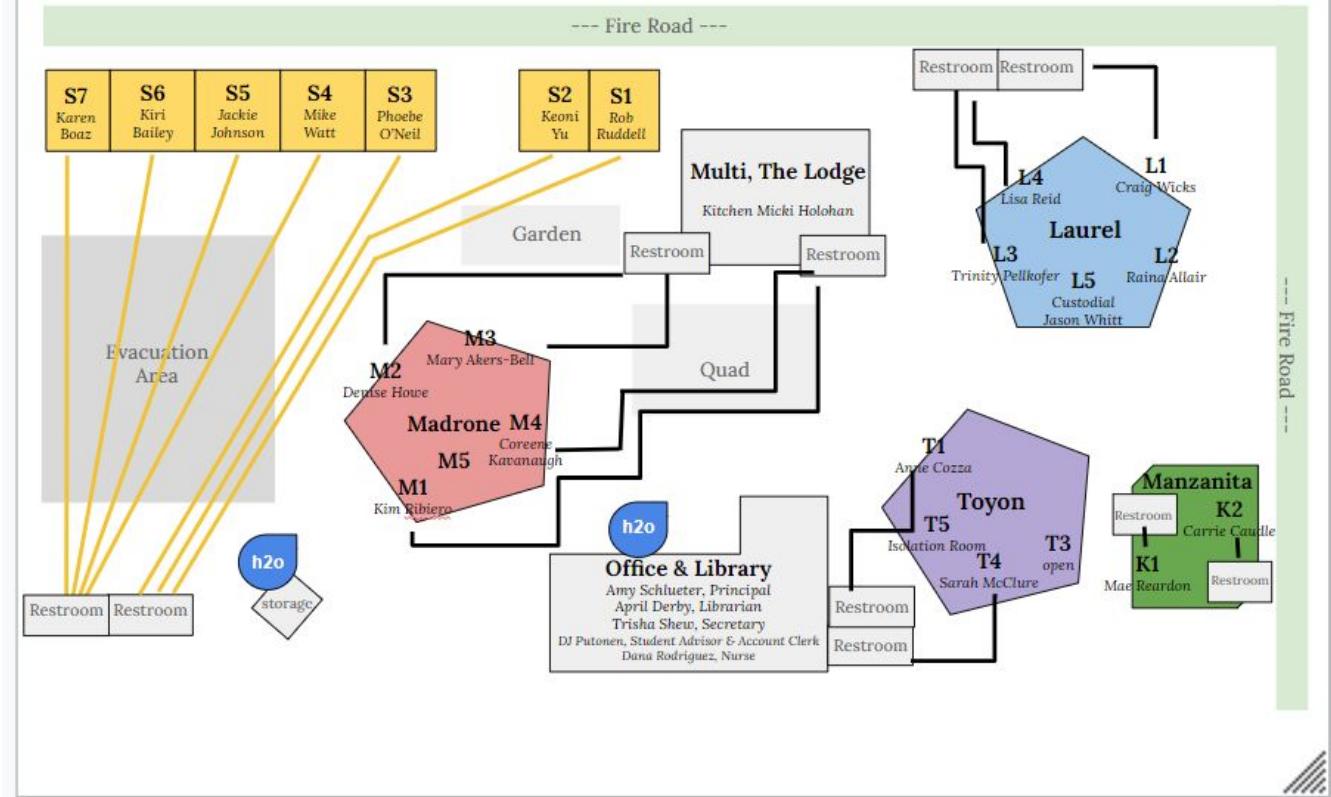 --- Fire Road ---
S7
Karen
Boaz
S6
Kiri
Bailey
S5
Jackie
Johnson
S4
Mike
Watt
S3
Phoebe
O'Neil
S2
Keoni
Yu
S1
Rob
Ruddell
Restroom
Restroom
Multi, The Lodge
Kitchen Micki Holohan
Restroom
Restroom
Garden
L4
Lisa Reid
L1
Craig Wicks
Laurel
L3
Trinity Pellkofer
L2
Raina Allair
L5
Custodial
Jason Whitt
--- Fire Road ---
Evacuation
Area
Quad
M3
Mary Akers-Bell
M2
Denise Howe
Madrone
M4
Coreene
Kavanaugh
M5
M1
Kim Ribiero
T1
Anne Cozza
Toyon
T5
Isolation Room
T4
Sarah McClure
T3
open
Manzanita
Restroom
K2
Carrie Caudle
K1
Mae Reardon
Restroom
h2o
h2o
storage
Restroom
Restroom
Office & Library
Amy Schlueter, Principal
April Derby, Librarian
Trisha Shew, Secretary
DJ Putonen, Student Advisor & Account Clerk
Dana Rodriguez, Nurse
Restroom
Restroom